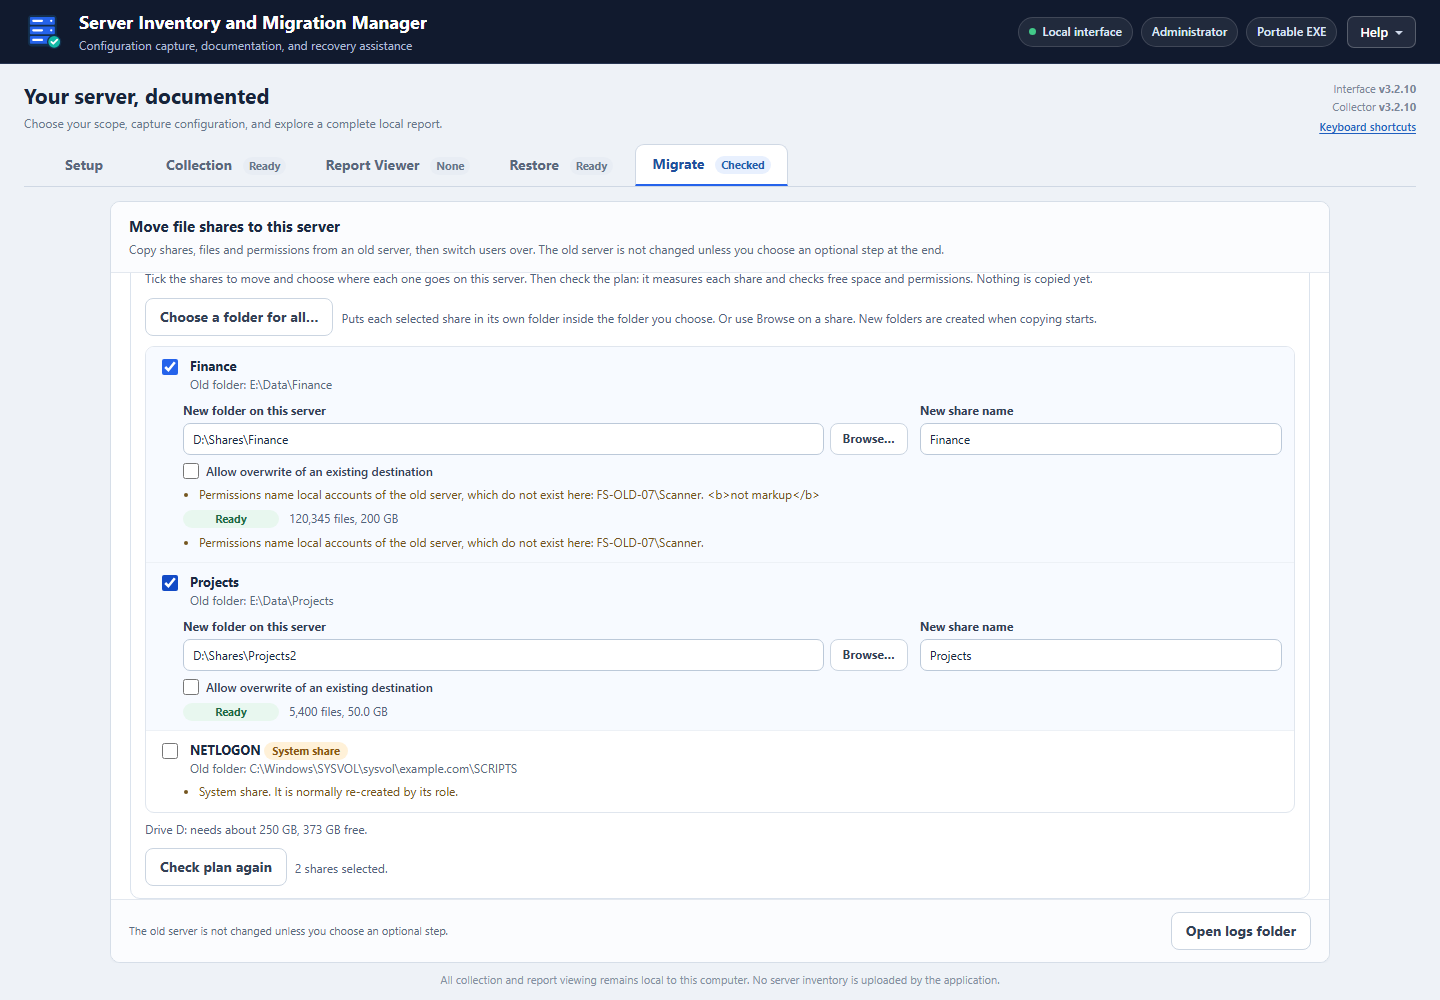 Server Inventory and Migration Manager
Configuration capture, documentation, and recovery assistance
Local interface
Administrator
Portable EXE
Help
Your server, documented
Choose your scope, capture configuration, and explore a complete local report.
Interface v3.2.10
Collector v3.2.10
Keyboard shortcuts
Setup
Collection Ready
Report Viewer None
Restore Ready
Migrate Checked
Move file shares to this server
Copy shares, files and permissions from an old server, then switch users over. The old server is not changed unless you choose an optional step at the end.
Tick the shares to move and choose where each one goes on this server. Then check the plan: it measures each share and checks free space and permissions. Nothing is copied yet.
Choose a folder for all... Puts each selected share in its own folder inside the folder you choose. Or use Browse on a share. New folders are created when copying starts.
Finance
Old folder: E:\Data\Finance
New folder on this server New share name
D:\Shares\Finance Browse... Finance
Allow overwrite of an existing destination
• Permissions name local accounts of the old server, which do not exist here: FS-OLD-07\Scanner. <b>not markup</b>
Ready 120,345 files, 200 GB
• Permissions name local accounts of the old server, which do not exist here: FS-OLD-07\Scanner.
Projects
Old folder: E:\Data\Projects
New folder on this server New share name
D:\Shares\Projects2 Browse... Projects
Allow overwrite of an existing destination
Ready 5,400 files, 50.0 GB
NETLOGON System share
Old folder: C:\Windows\SYSVOL\sysvol\example.com\SCRIPTS
• System share. It is normally re-created by its role.
Drive D: needs about 250 GB, 373 GB free.
Check plan again 2 shares selected.
The old server is not changed unless you choose an optional step.
Open logs folder
All collection and report viewing remains local to this computer. No server inventory is uploaded by the application.